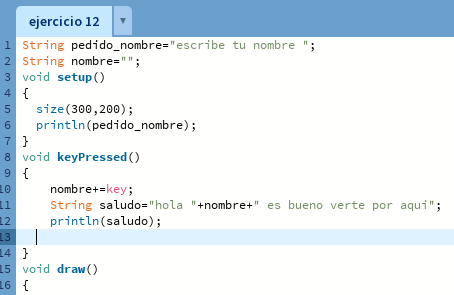 ejercicio 12 ▼
1 String pedido_nombre="escribe tu nombre ";
2 String nombre="";
3 void setup()
4 {
5   size(300,200);
6   println(pedido_nombre);
7 }
8 void keyPressed()
9 {
10     nombre+=key;
11     String saludo="hola "+nombre+" es bueno verte por aqui";
12     println(saludo);
13
14 }
15 void draw()
16 {